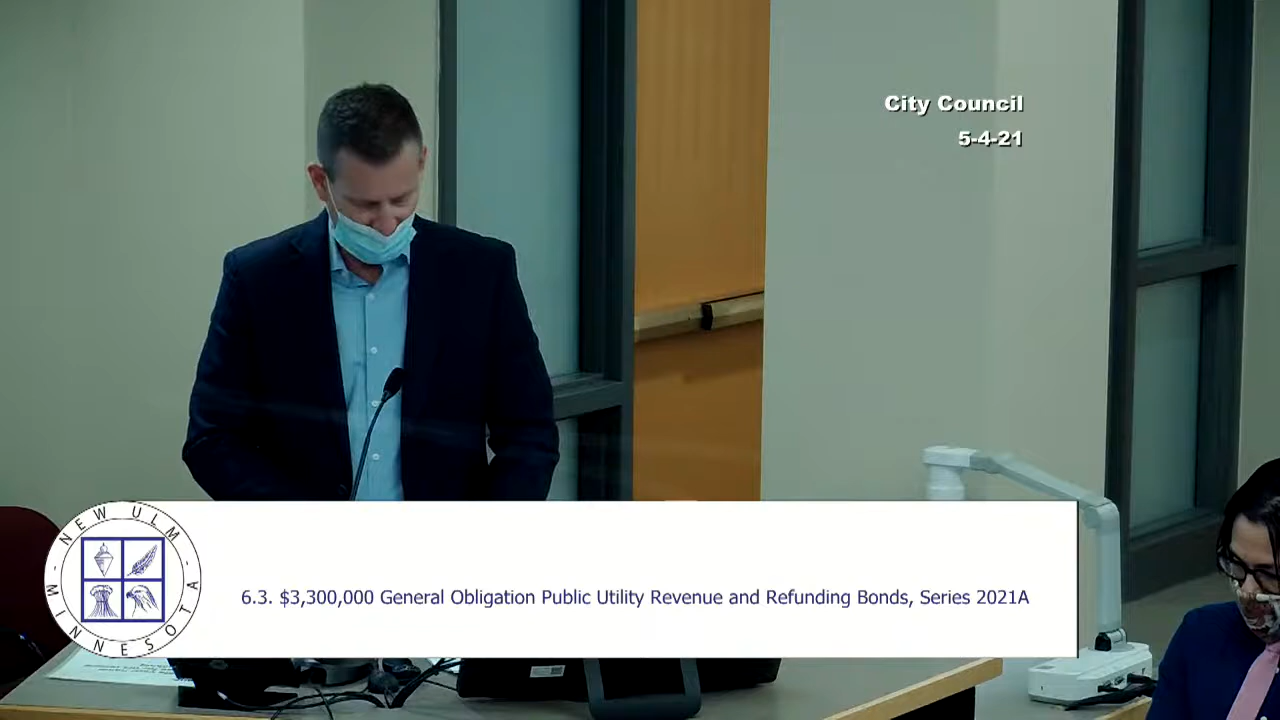 City Council
5-4-21
NEW ULM
6.3. $3,300,000 General Obligation Public Utility Revenue and Refunding Bonds, Series 2021A
MINNESOTA